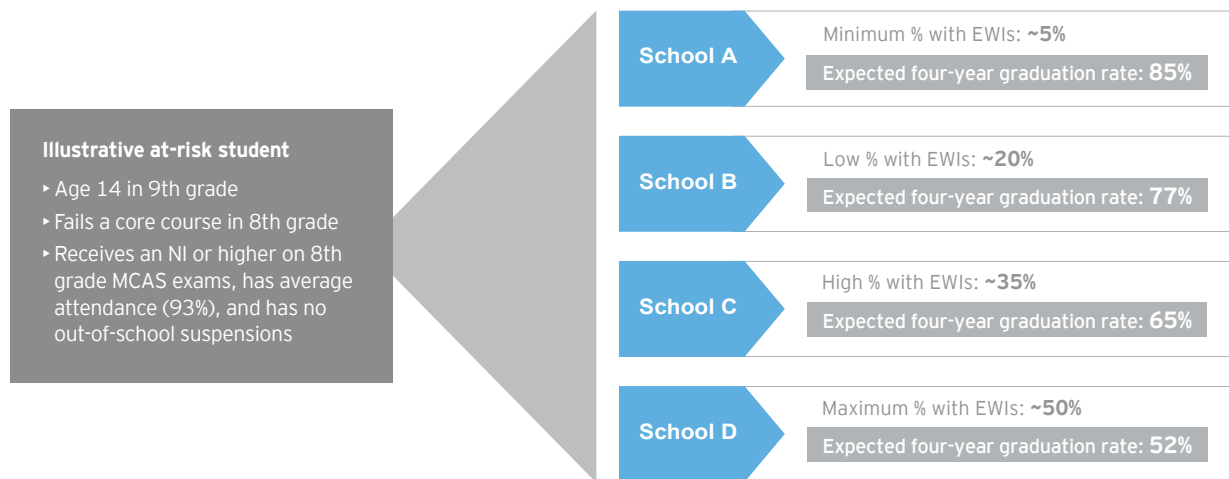 Illustrative at-risk student
‣ Age 14 in 9th grade
‣ Fails a core course in 8th grade
‣ Receives an NI or higher on 8th
grade MCAS exams, has average
attendance (93%), and has no
out-of-school suspensions
School A
Minimum % with EWIs: ~5%
Expected four-year graduation rate: 85%
School B
Low % with EWIs: ~20%
Expected four-year graduation rate: 77%
School C
High % with EWIs: ~35%
Expected four-year graduation rate: 65%
School D
Maximum % with EWIs: ~50%
Expected four-year graduation rate: 52%